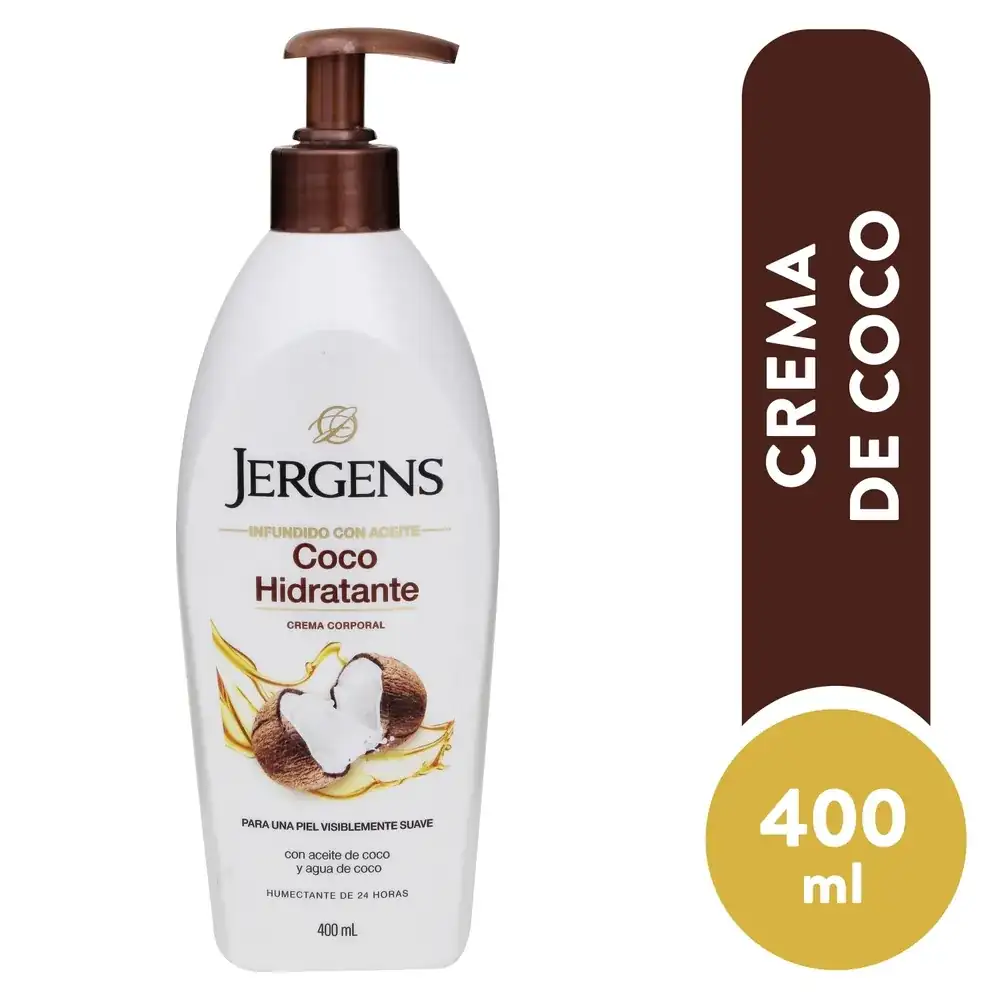 JERGENS
INFUNDIDO CON ACEITE
Coco
Hidratante
CREMA CORPORAL
PARA UNA PIEL VISIBLEMENTE SUAVE
con aceite de coco
y agua de coco
HUMECTANTE DE 24 HORAS
400 mL
CREMA
DE COCO
400
ml